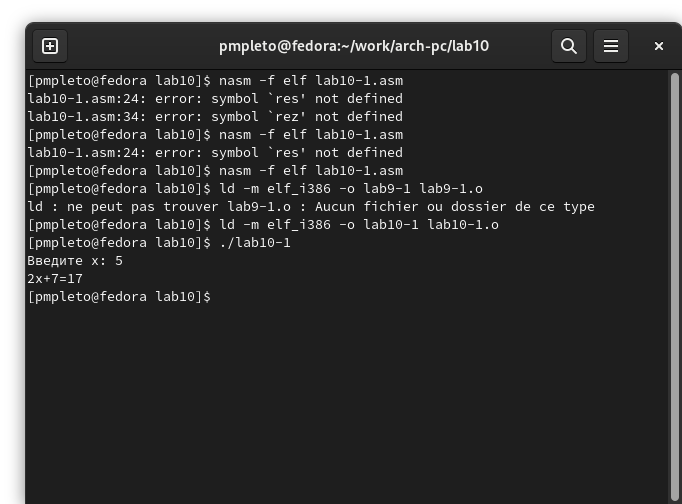 pmpleto@fedora:~/work/arch-pc/lab10
[pmpleto@fedora lab10]$ nasm -f elf lab10-1.asm
lab10-1.asm:24: error: symbol `res' not defined
lab10-1.asm:34: error: symbol `rez' not defined
[pmpleto@fedora lab10]$ nasm -f elf lab10-1.asm
lab10-1.asm:24: error: symbol `res' not defined
[pmpleto@fedora lab10]$ nasm -f elf lab10-1.asm
[pmpleto@fedora lab10]$ ld -m elf_i386 -o lab9-1 lab9-1.o
ld : ne peut pas trouver lab9-1.o : Aucun fichier ou dossier de ce type
[pmpleto@fedora lab10]$ ld -m elf_i386 -o lab10-1 lab10-1.o
[pmpleto@fedora lab10]$ ./lab10-1
Введите x: 5
2x+7=17
[pmpleto@fedora lab10]$